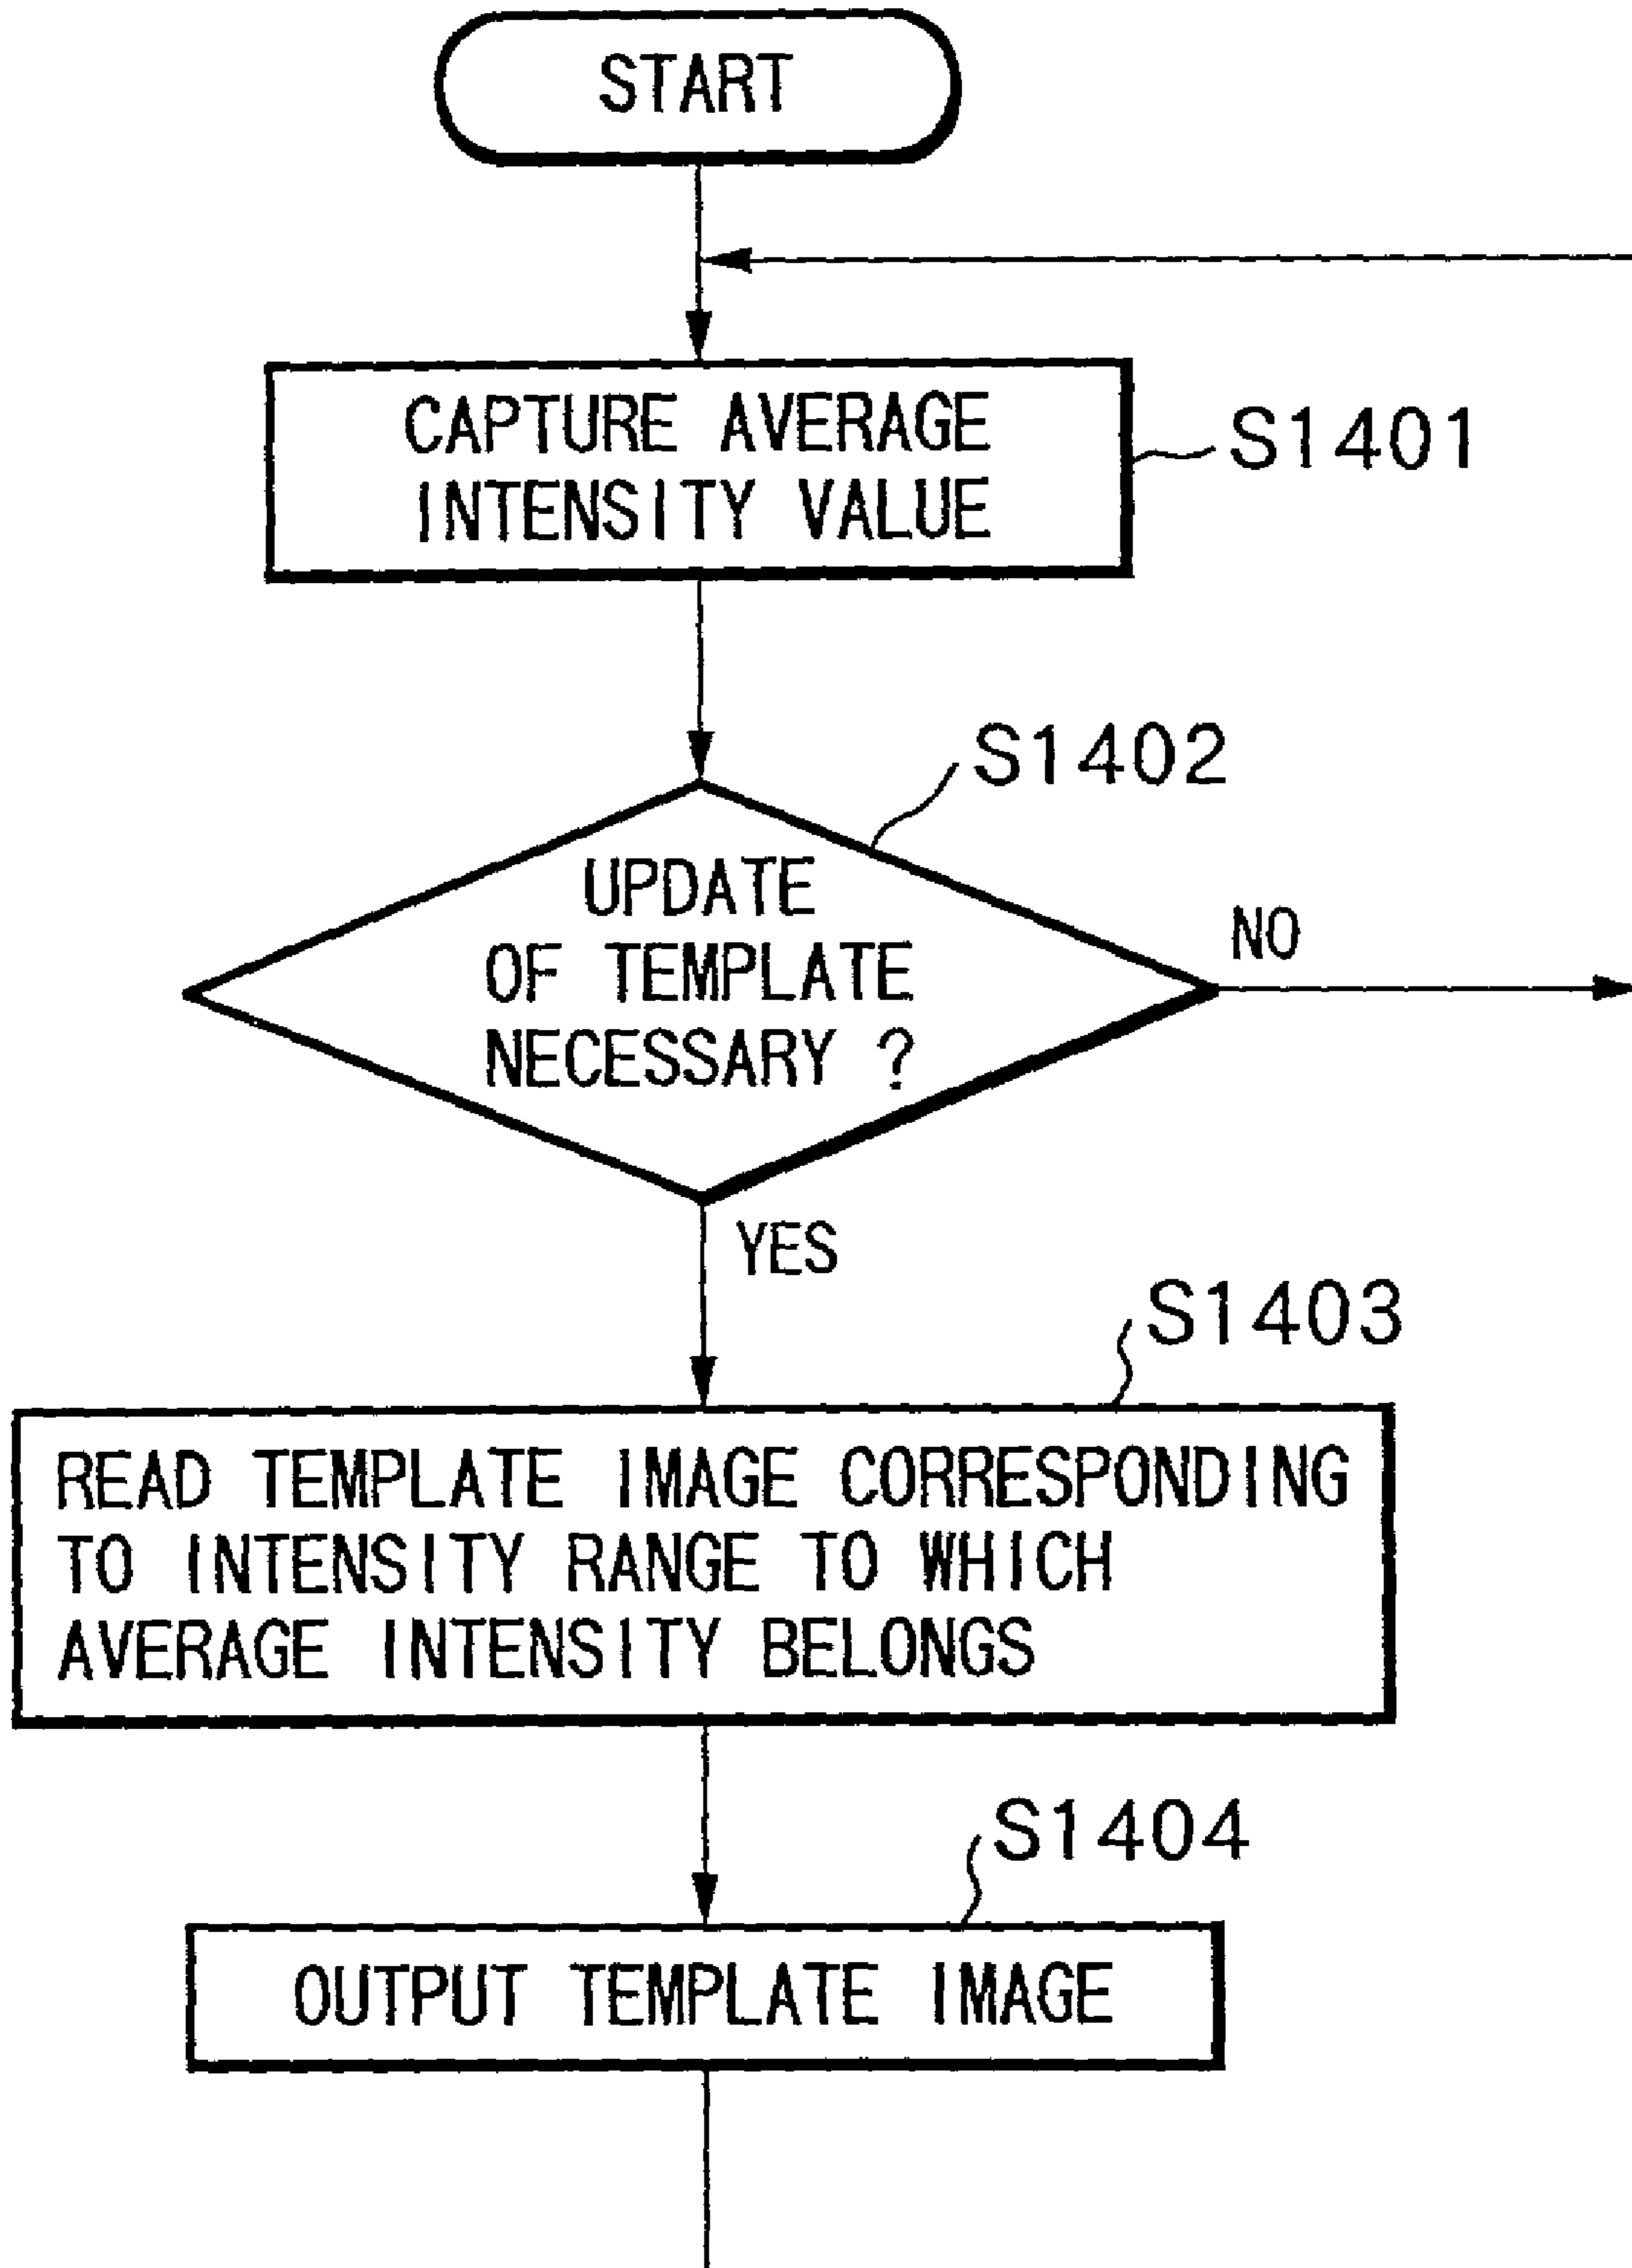 START
CAPTURE AVERAGE
INTENSITY VALUE
S1401
S1402
UPDATE
OF TEMPLATE
NECESSARY ?
NO
YES
S1403
READ TEMPLATE IMAGE CORRESPONDING
TO INTENSITY RANGE TO WHICH
AVERAGE INTENSITY BELONGS
S1404
OUTPUT TEMPLATE IMAGE